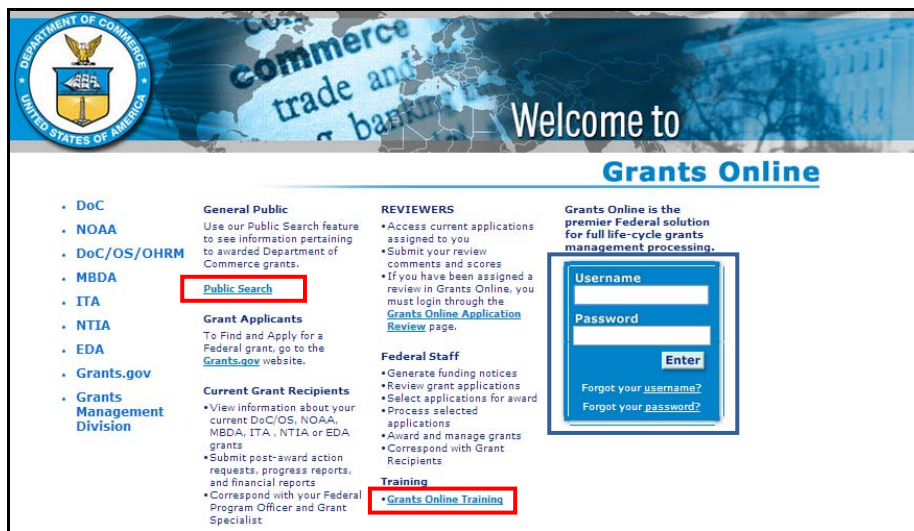 DEPARTMENT OF COMMERCE
UNITED STATES OF AMERICA
commerce
trade and
Welcome to
Grants Online
• DoC
• NOAA
• DoC/OS/OHRM
• MBDA
• ITA
• NTIA
• EDA
• Grants.gov
• Grants
Management
Division
General Public
Use our Public Search feature
to see information pertaining
to awarded Department of
Commerce grants.
Public Search
Grant Applicants
To Find and Apply for a
Federal grant, go to the
Grants.gov website.
Current Grant Recipients
•View information about your
current DoC/OS, NOAA,
MBDA, ITA , NTIA or EDA
grants
•Submit post-award action
requests, progress reports,
and financial reports
•Correspond with your Federal
Program Officer and Grant
Specialist
REVIEWERS
•Access current applications
assigned to you
•Submit your review
comments and scores
•If you have been assigned a
review in Grants Online, you
must login through the
Grants Online Application
Review page.
Federal Staff
•Generate funding notices
•Review grant applications
•Select applications for award
•Process selected
applications
•Award and manage grants
•Correspond with Grant
Recipients
Training
•Grants Online Training
Grants Online is the
premier Federal solution
for full life-cycle grants
management processing.
Username
Password
Enter
Forgot your username?
Forgot your password?